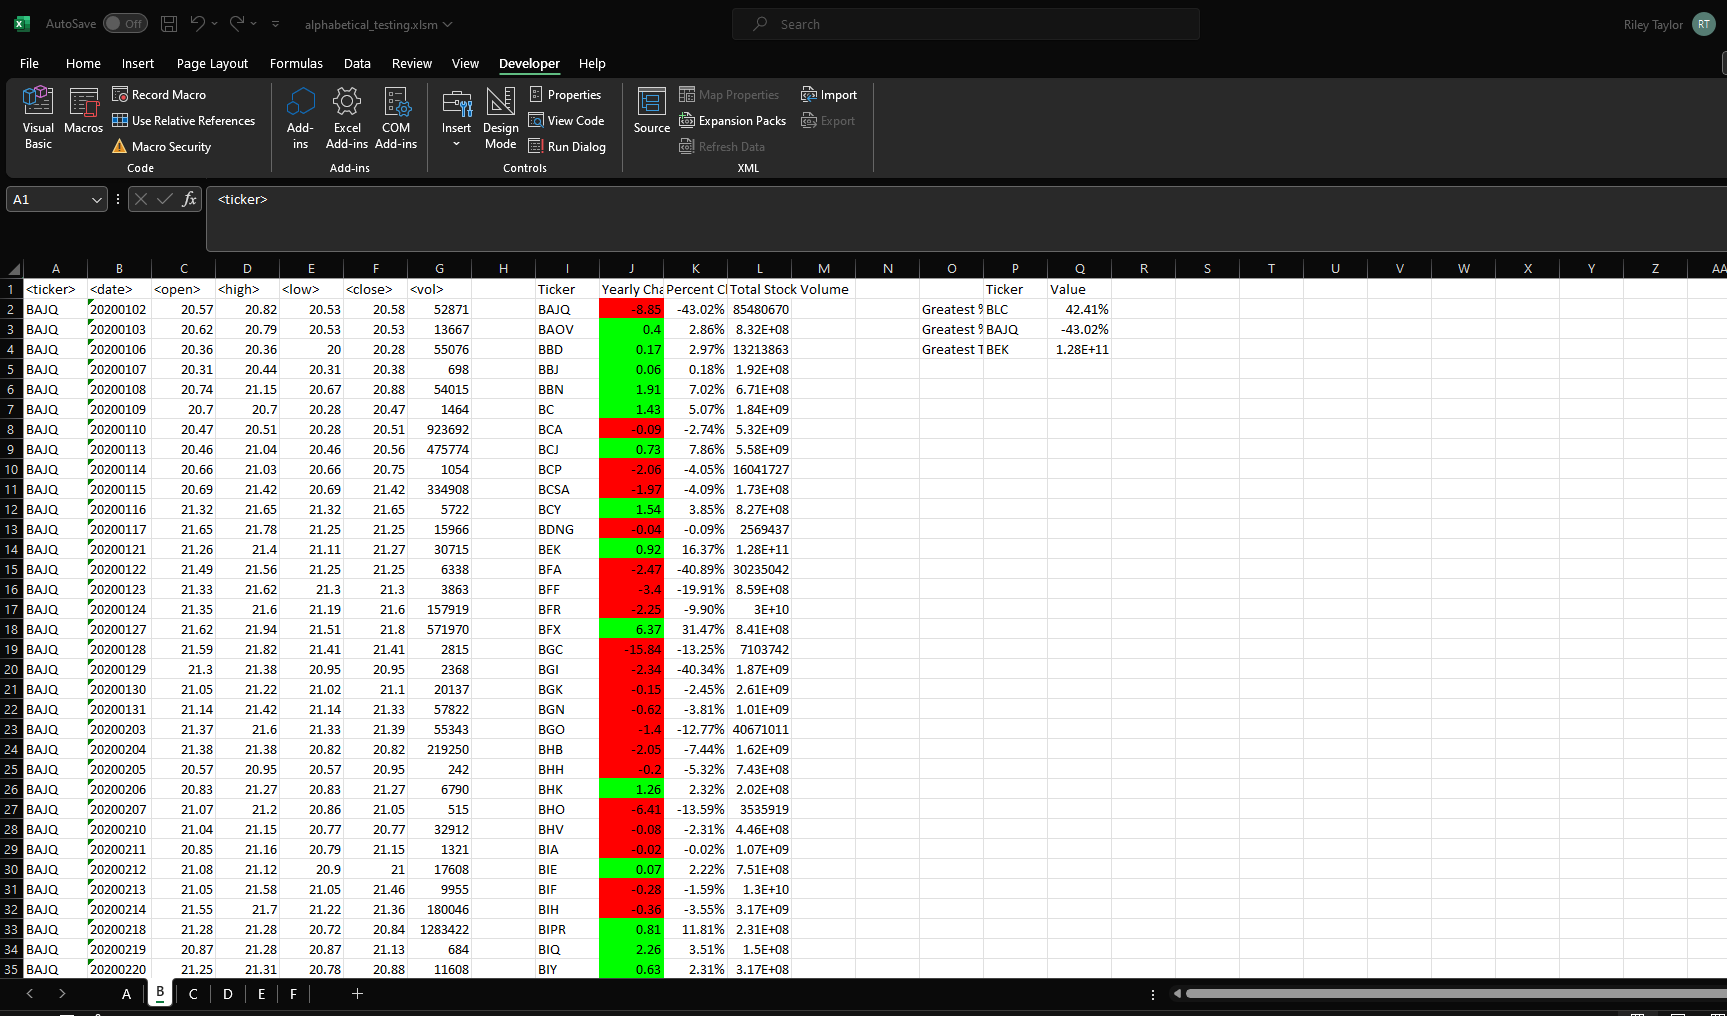 AutoSave Off alphabetical_testing.xlsm Search Riley Taylor RT
File Home Insert Page Layout Formulas Data Review View Developer Help
Visual Basic Macros Record Macro Use Relative References Macro Security Code
Add-ins Excel Add-ins COM Add-ins Add-ins
Insert Design Mode Properties View Code Run Dialog Controls
Source Map Properties Expansion Packs Refresh Data Import Export XML
A1 fx <ticker>
A B C D E F G H I J K L M N O P Q R S T U V W X Y Z AA
1 <ticker> <date> <open> <high> <low> <close> <vol> Ticker Yearly Cha Percent Cl Total Stock Volume Ticker Value
2 BAJQ 20200102 20.57 20.82 20.53 20.58 52871 BAJQ -8.85 -43.02% 85480670 Greatest % BLC 42.41%
3 BAJQ 20200103 20.62 20.79 20.53 20.53 13667 BAOV 0.4 2.86% 8.32E+08 Greatest % BAJQ -43.02%
4 BAJQ 20200106 20.36 20.36 20 20.28 55076 BBD 0.17 2.97% 13213863 Greatest T BEK 1.28E+11
5 BAJQ 20200107 20.31 20.44 20.31 20.38 698 BBJ 0.06 0.18% 1.92E+08
6 BAJQ 20200108 20.74 21.15 20.67 20.88 54015 BBN 1.91 7.02% 6.71E+08
7 BAJQ 20200109 20.7 20.7 20.28 20.47 1464 BC 1.43 5.07% 1.84E+09
8 BAJQ 20200110 20.47 20.51 20.28 20.51 923692 BCA -0.09 -2.74% 5.32E+09
9 BAJQ 20200113 20.46 21.04 20.46 20.56 475774 BCJ 0.73 7.86% 5.58E+09
10 BAJQ 20200114 20.66 21.03 20.66 20.75 1054 BCP -2.06 -4.05% 16041727
11 BAJQ 20200115 20.69 21.42 20.69 21.42 334908 BCSA -1.97 -4.09% 1.73E+08
12 BAJQ 20200116 21.32 21.65 21.32 21.65 5722 BCY 1.54 3.85% 8.27E+08
13 BAJQ 20200117 21.65 21.78 21.25 21.25 15966 BDNG -0.04 -0.09% 2569437
14 BAJQ 20200121 21.26 21.4 21.11 21.27 30715 BEK 0.92 16.37% 1.28E+11
15 BAJQ 20200122 21.49 21.56 21.25 21.25 6338 BFA -2.47 -40.89% 30235042
16 BAJQ 20200123 21.33 21.62 21.3 21.3 3863 BFF -3.4 -19.91% 8.59E+08
17 BAJQ 20200124 21.35 21.6 21.19 21.6 157919 BFR -2.25 -9.90% 3E+10
18 BAJQ 20200127 21.62 21.94 21.51 21.8 571970 BFX 6.37 31.47% 8.41E+08
19 BAJQ 20200128 21.59 21.82 21.41 21.41 2815 BGC -15.84 -13.25% 7103742
20 BAJQ 20200129 21.3 21.38 20.95 20.95 2368 BGI -2.34 -40.34% 1.87E+09
21 BAJQ 20200130 21.05 21.22 21.02 21.1 20137 BGK -0.15 -2.45% 2.61E+09
22 BAJQ 20200131 21.14 21.42 21.14 21.33 57822 BGN -0.62 -3.81% 1.01E+09
23 BAJQ 20200203 21.37 21.6 21.33 21.39 55343 BGO -1.4 -12.77% 40671011
24 BAJQ 20200204 21.38 21.38 20.82 20.82 219250 BHB -2.05 -7.44% 1.62E+09
25 BAJQ 20200205 20.57 20.95 20.57 20.95 242 BHH -0.2 -5.32% 7.43E+08
26 BAJQ 20200206 20.83 21.27 20.83 21.27 6790 BHK 1.26 2.32% 2.02E+08
27 BAJQ 20200207 21.07 21.2 20.86 21.05 515 BHO -6.41 -13.59% 3535919
28 BAJQ 20200210 21.04 21.15 20.77 20.77 32912 BHV -0.08 -2.31% 4.46E+08
29 BAJQ 20200211 20.85 21.16 20.79 21.15 1321 BIA -0.02 -0.02% 1.07E+09
30 BAJQ 20200212 21.08 21.12 20.9 21 17608 BIE 0.07 2.22% 7.51E+08
31 BAJQ 20200213 21.05 21.58 21.05 21.46 9955 BIF -0.28 -1.59% 1.3E+10
32 BAJQ 20200214 21.55 21.7 21.22 21.36 180046 BIH -0.36 -3.55% 3.17E+09
33 BAJQ 20200218 21.28 21.28 20.72 20.84 1283422 BIPR 0.81 11.81% 2.31E+08
34 BAJQ 20200219 20.87 21.28 20.87 21.13 684 BIQ 2.26 3.51% 1.5E+08
35 BAJQ 20200220 21.25 21.31 20.78 20.88 11608 BIY 0.63 2.31% 3.17E+08
A B C D E F